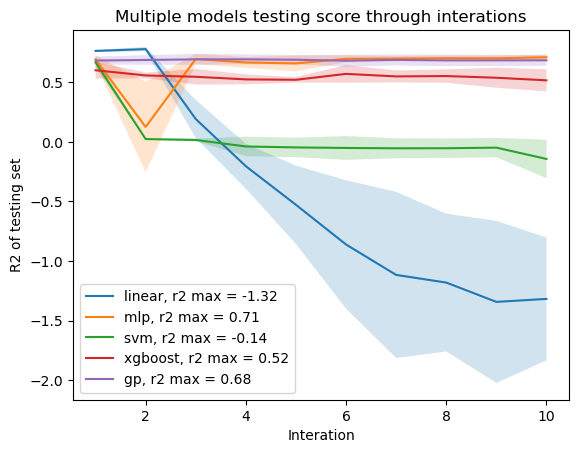 Multiple models testing score through interations
R2 of testing set
0.5
0.0
−0.5
−1.0
−1.5
−2.0
linear, r2 max = -1.32
mlp, r2 max = 0.71
svm, r2 max = -0.14
xgboost, r2 max = 0.52
gp, r2 max = 0.68
2
4
6
8
10
Interation